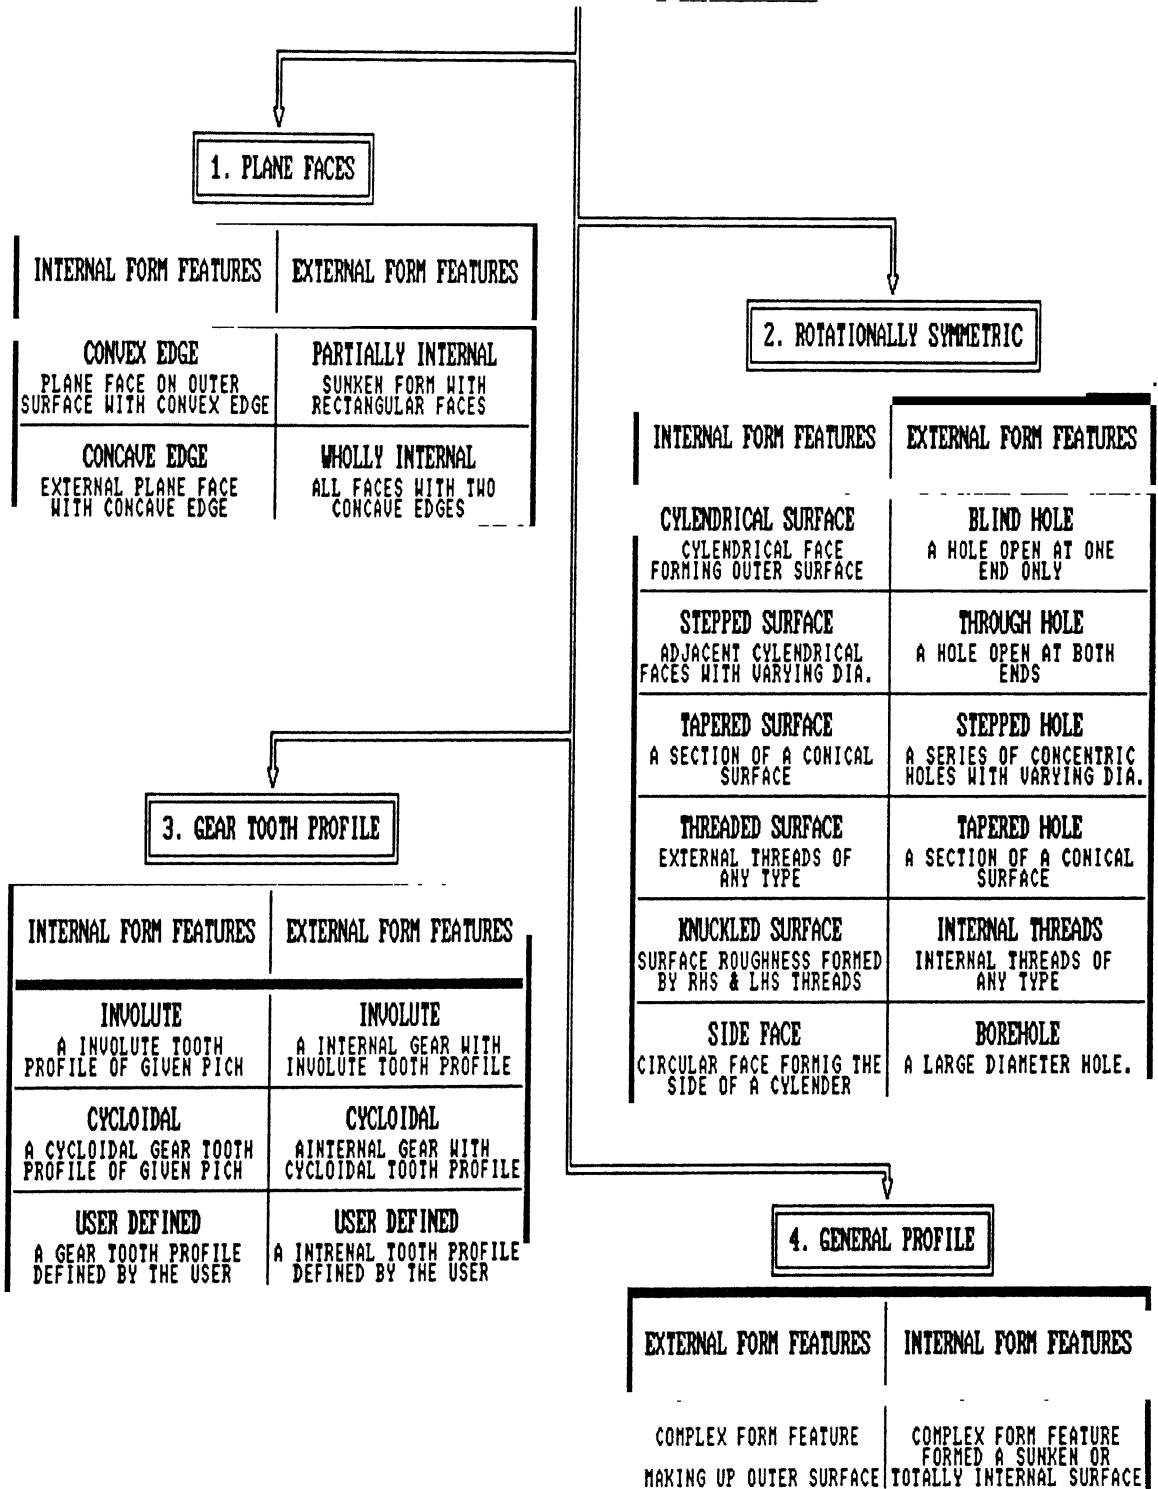 1. PLANE FACES
INTERNAL FORM FEATURES
EXTERNAL FORM FEATURES
CONVEX EDGE
PLANE FACE ON OUTER
SURFACE WITH CONVEX EDGE
PARTIALLY INTERNAL
SUNKEN FORM WITH
RECTANGULAR FACES
CONCAVE EDGE
EXTERNAL PLANE FACE
WITH CONCAVE EDGE
WHOLLY INTERNAL
ALL FACES WITH TWO
CONCAVE EDGES
2. ROTATIONALLY SYMMETRIC
INTERNAL FORM FEATURES
EXTERNAL FORM FEATURES
CYLENDRICAL SURFACE
CYLENDRICAL FACE
FORMING OUTER SURFACE
BLIND HOLE
A HOLE OPEN AT ONE
END ONLY
STEPPED SURFACE
ADJACENT CYLENDRICAL
FACES WITH VARYING DIA.
THROUGH HOLE
A HOLE OPEN AT BOTH
ENDS
TAPERED SURFACE
A SECTION OF A CONICAL
SURFACE
STEPPED HOLE
A SERIES OF CONCENTRIC
HOLES WITH VARYING DIA.
THREADED SURFACE
EXTERNAL THREADS OF
ANY TYPE
TAPERED HOLE
A SECTION OF A CONICAL
SURFACE
KNUCKLED SURFACE
SURFACE ROUGHNESS FORMED
BY RHS & LHS THREADS
INTERNAL THREADS
INTERNAL THREADS OF
ANY TYPE
SIDE FACE
CIRCULAR FACE FORMIG THE
SIDE OF A CYLENDER
BOREHOLE
A LARGE DIAMETER HOLE.
3. GEAR TOOTH PROFILE
INTERNAL FORM FEATURES
EXTERNAL FORM FEATURES
INVOLUTE
A INVOLUTE TOOTH
PROFILE OF GIVEN PICH
INVOLUTE
A INTERNAL GEAR WITH
INVOLUTE TOOTH PROFILE
CYCLOIDAL
A CYCLOIDAL GEAR TOOTH
PROFILE OF GIVEN PICH
CYCLOIDAL
AINTERNAL GEAR WITH
CYCLOIDAL TOOTH PROFILE
USER DEFINED
A GEAR TOOTH PROFILE
DEFINED BY THE USER
USER DEFINED
A INTRENAL TOOTH PROFILE
DEFINED BY THE USER
4. GENERAL PROFILE
EXTERNAL FORM FEATURES
INTERNAL FORM FEATURES
COMPLEX FORM FEATURE
MAKING UP OUTER SURFACE
COMPLEX FORM FEATURE
FORMED A SUNKEN OR
TOTALLY INTERNAL SURFACE